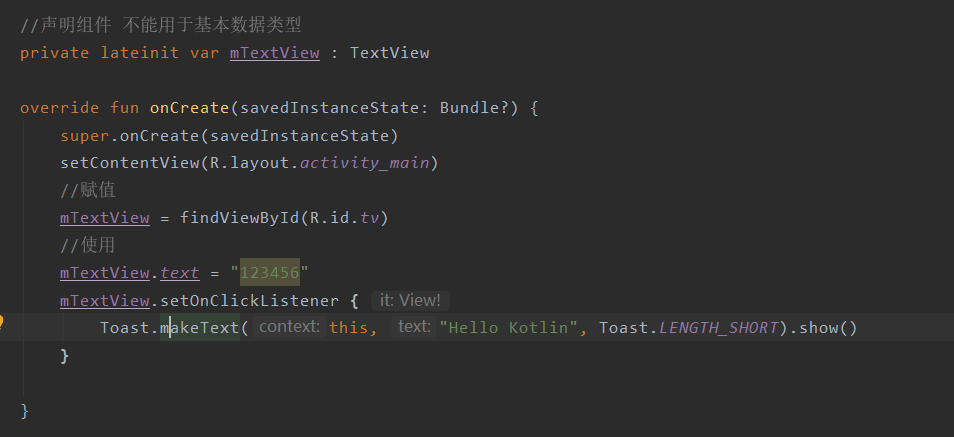 //声明组件 不能用于基本数据类型
private lateinit var mTextView : TextView
override fun onCreate(savedInstanceState: Bundle?) {
super.onCreate(savedInstanceState)
setContentView(R.layout.activity_main)
//赋值
mTextView = findViewById(R.id.tv)
//使用
mTextView.text = "123456"
mTextView.setOnClickListener { it: View!
Toast.makeText( context: this, text: "Hello Kotlin", Toast.LENGTH_SHORT).show()
}
}